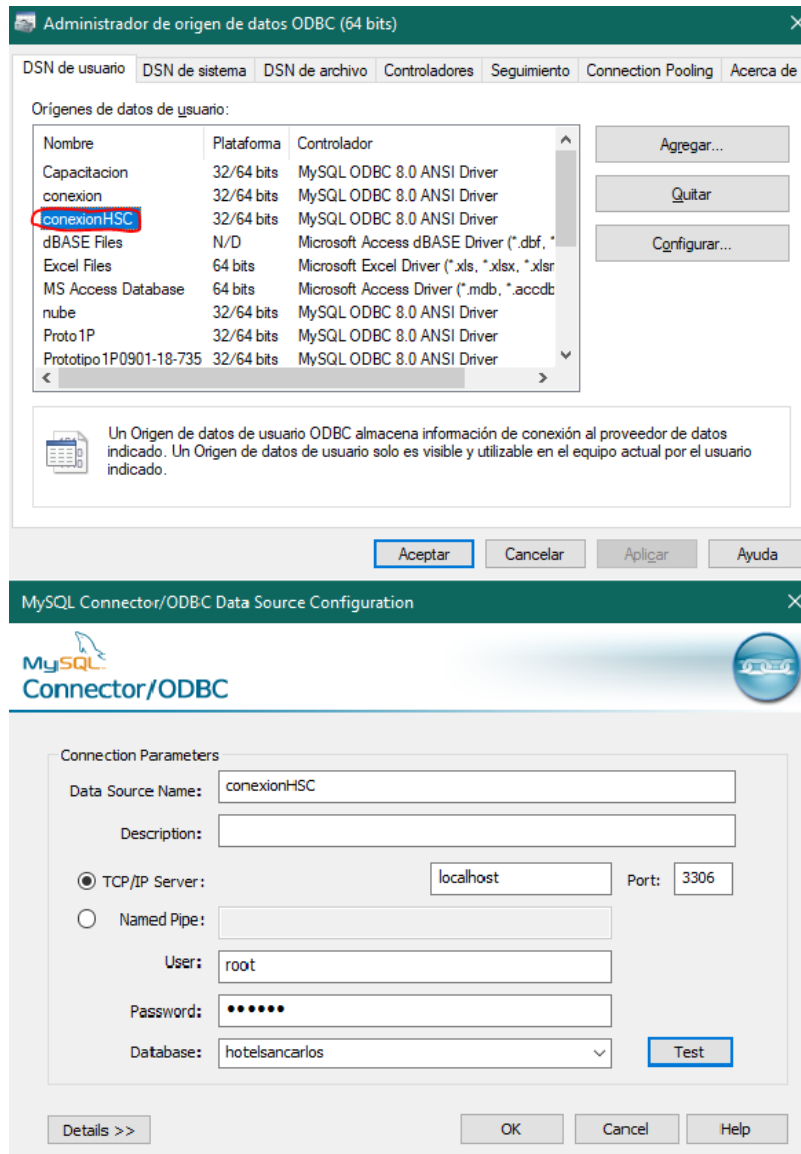 Administrador de origen de datos ODBC (64 bits)
DSN de usuario DSN de sistema DSN de archivo Controladores Seguimiento Connection Pooling Acerca de
Orígenes de datos de usuario:
Nombre Plataforma Controlador
Capacitacion 32/64 bits MySQL ODBC 8.0 ANSI Driver
conexion 32/64 bits MySQL ODBC 8.0 ANSI Driver
conexionHSC 32/64 bits MySQL ODBC 8.0 ANSI Driver
dBASE Files N/D Microsoft Access dBASE Driver (*.dbf, *
Excel Files 64 bits Microsoft Excel Driver (*.xls, *.xlsx, *.xlsm
MS Access Database 64 bits Microsoft Access Driver (*.mdb, *.accdb
nube 32/64 bits MySQL ODBC 8.0 ANSI Driver
Proto1P 32/64 bits MySQL ODBC 8.0 ANSI Driver
Prototipo1P0901-18-735 32/64 bits MySQL ODBC 8.0 ANSI Driver
Agregar...
Quitar
Configurar...
Un Origen de datos de usuario ODBC almacena información de conexión al proveedor de datos
indicado. Un Origen de datos de usuario solo es visible y utilizable en el equipo actual por el usuario
indicado.
Aceptar Cancelar Aplicar Ayuda
MySQL Connector/ODBC Data Source Configuration
MySQL
Connector/ODBC
Connection Parameters
Data Source Name: conexionHSC
Description:
TCP/IP Server: localhost Port: 3306
Named Pipe:
User: root
Password: ••••••
Database: hotelsancarlos Test
Details >> OK Cancel Help